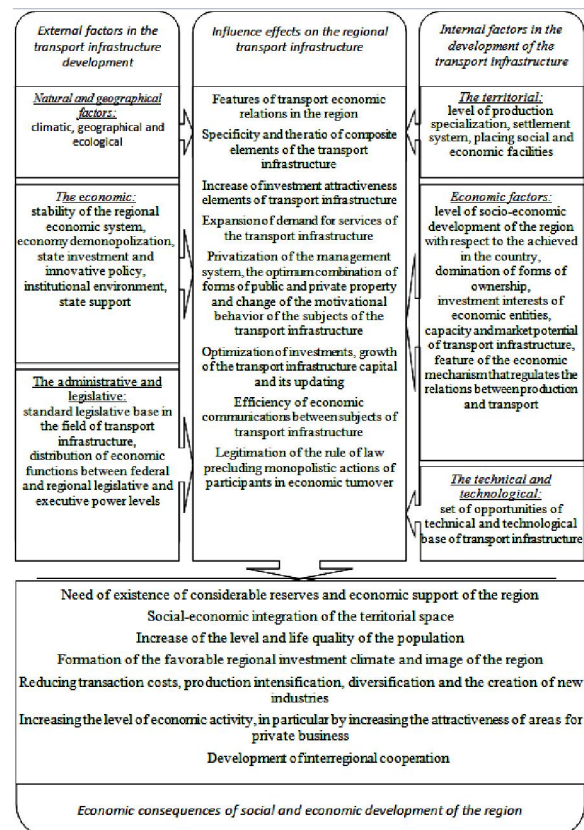 External factors in the
transport infrastructure
development
Natural and geographical
factors:
climatic, geographical and
ecological
The economic:
stability of the regional
economic system,
economy demonopolization,
state investment and
innovative policy,
institutional environment,
state support
The administrative and
legislative:
standard legislative base in
the field of transport
infrastructure,
distribution of economic
functions between federal
and regional legislative and
executive power levels
Influence effects on the regional
transport infrastructure
Features of transport economic
relations in the region
Specificity and the ratio of composite
elements of the transport
infrastructure
Increase of investment attractiveness
elements of transport infrastructure
Expansion of demand for services of
the transport infrastructure
Privatization of the management
system, the optimum combination of
forms of public and private property
and change of the motivational
behavior of the subjects of the
transport infrastructure
Optimization of investments, growth
of the transport infrastructure capital
and its updating
Efficiency of economic
communications between subjects of
transport infrastructure
Legitimation of the rule of law
precluding monopolistic actions of
participants in economic turnover
Internal factors in the
development of the
transport infrastructure
The territorial:
level of production
specialization, settlement
system, placing social and
economic facilities
Economic factors:
level of socio-economic
development of the region
with respect to the achieved
in the country,
domination of forms of
ownership,
investment interests of
economic entities,
capacity and market potential
of transport infrastructure,
feature of the economic
mechanism that regulates the
relations between production
and transport
The technical and
technological:
set of opportunities of
technical and technological
base of transport infrastructure
Need of existence of considerable reserves and economic support of the region
Social-economic integration of the territorial space
Increase of the level and life quality of the population
Formation of the favorable regional investment climate and image of the region
Reducing transaction costs, production intensification, diversification and the creation of new
industries
Increasing the level of economic activity, in particular by increasing the attractiveness of areas for
private business
Development of interregional cooperation
Economic consequences of social and economic development of the region